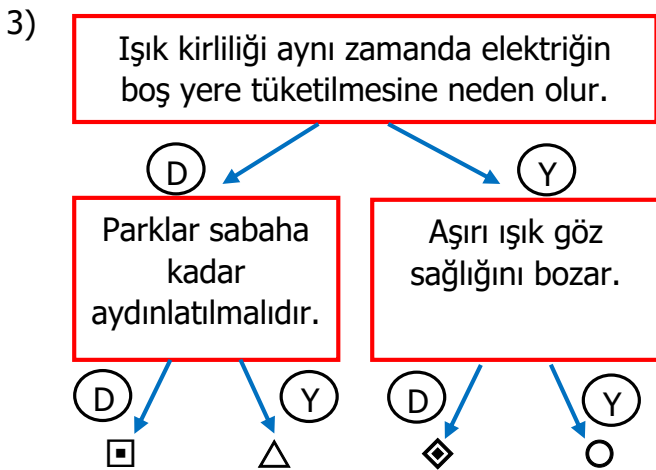 3)
Işık kirliliği aynı zamanda elektriğin
boş yere tüketilmesine neden olur.
D
Y
Parklar sabaha
kadar
aydınlatılmalıdır.
Aşırı ışık göz
sağlığını bozar.
D
Y
D
Y